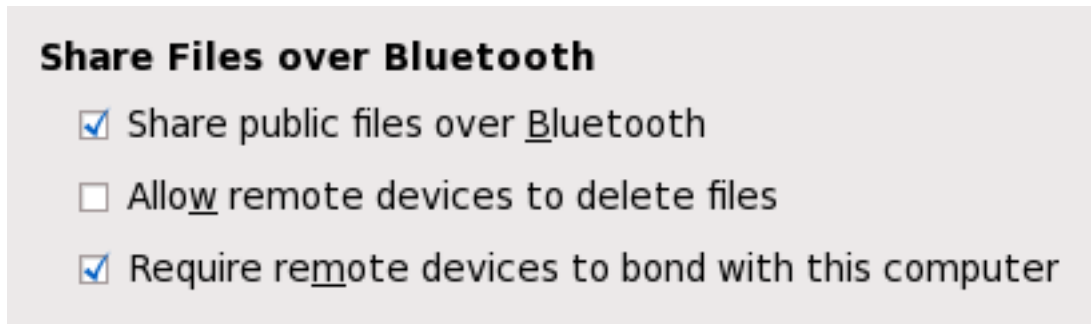 Share Files over Bluetooth
Share public files over Bluetooth
Allow remote devices to delete files
Require remote devices to bond with this computer